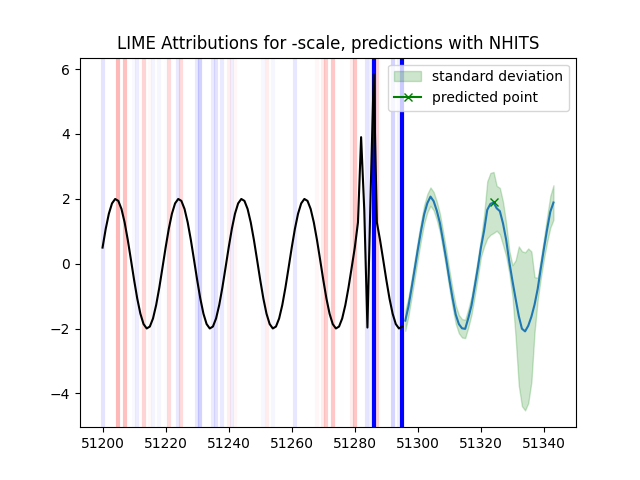 LIME Attributions for -scale, predictions with NHITS
6
4
2
0
−2
−4
standard deviation
predicted point
51200 51220 51240 51260 51280 51300 51320 51340